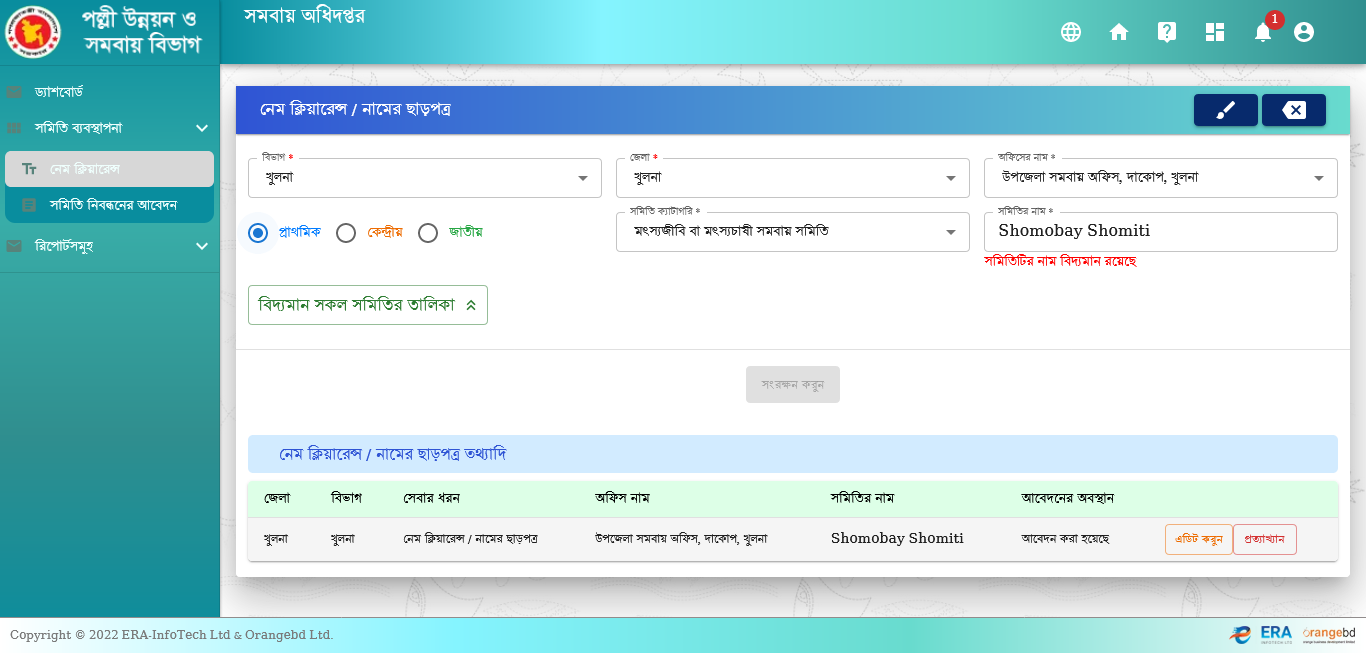 পল্লী উন্নয়ন ও
সমবায় বিভাগ
সমবায় অধিদপ্তর
1
ড্যাশবোর্ড
সমিতি ব্যবস্থাপনা
নেম ক্লিয়ারেন্স
সমিতি নিবন্ধনের আবেদন
রিপোর্টসমুহ
নেম ক্লিয়ারেন্স / নামের ছাড়পত্র
বিভাগ * জেলা * অফিসের নাম *
খুলনা খুলনা উপজেলা সমবায় অফিস, দাকোপ, খুলনা
সমিতি ক্যাটাগরি * সমিতির নাম *
প্রাথমিক কেন্দ্রীয় জাতীয় মৎস্যজীবি বা মৎস্যচাষী সমবায় সমিতি Shomobay Shomiti
সমিতিটির নাম বিদ্যমান রয়েছে
বিদ্যমান সকল সমিতির তালিকা
সংরক্ষন করুন
নেম ক্লিয়ারেন্স / নামের ছাড়পত্র তথ্যাদি
জেলা বিভাগ সেবার ধরন অফিস নাম সমিতির নাম আবেদনের অবস্থান
খুলনা খুলনা নেম ক্লিয়ারেন্স / নামের ছাড়পত্র উপজেলা সমবায় অফিস, দাকোপ, খুলনা Shomobay Shomiti আবেদন করা হয়েছে এডিট করুন প্রত্যাখ্যান
Copyright © 2022 ERA-InfoTech Ltd & Orangebd Ltd.
ERA orangebd